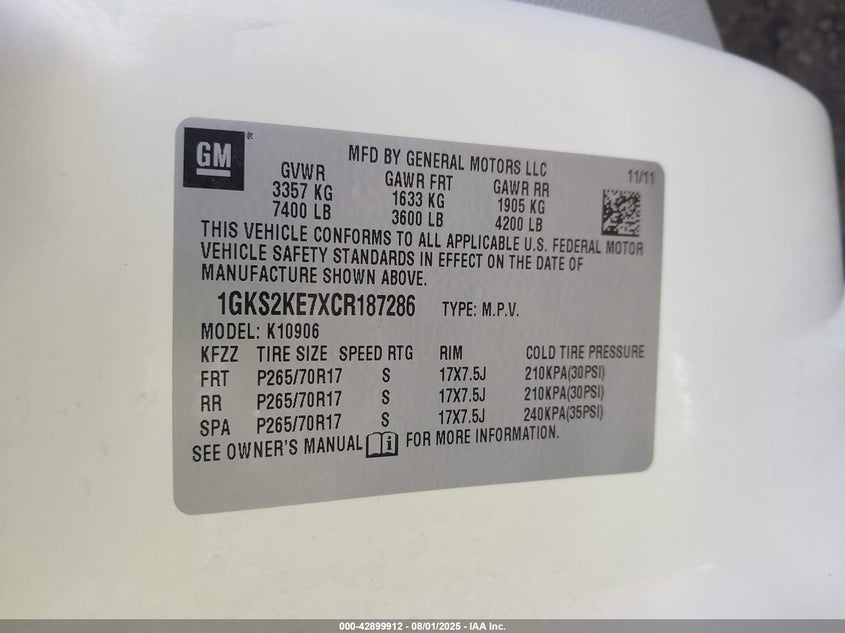 GM
MFD BY GENERAL MOTORS LLC
11/11
GVWR GAWR FRT GAWR RR
3357 KG 1633 KG 1905 KG
7400 LB 3600 LB 4200 LB
THIS VEHICLE CONFORMS TO ALL APPLICABLE U.S. FEDERAL MOTOR
VEHICLE SAFETY STANDARDS IN EFFECT ON THE DATE OF
MANUFACTURE SHOWN ABOVE.
1GKS2KE7XCR187286 TYPE: M.P.V.
MODEL: K10906
KFZZ TIRE SIZE SPEED RTG RIM COLD TIRE PRESSURE
FRT P265/70R17 S 17X7.5J 210KPA(30PSI)
RR P265/70R17 S 17X7.5J 210KPA(30PSI)
SPA P265/70R17 S 17X7.5J 240KPA(35PSI)
SEE OWNER'S MANUAL i FOR MORE INFORMATION.
000-42899912 - 08/01/2025 - IAA Inc.